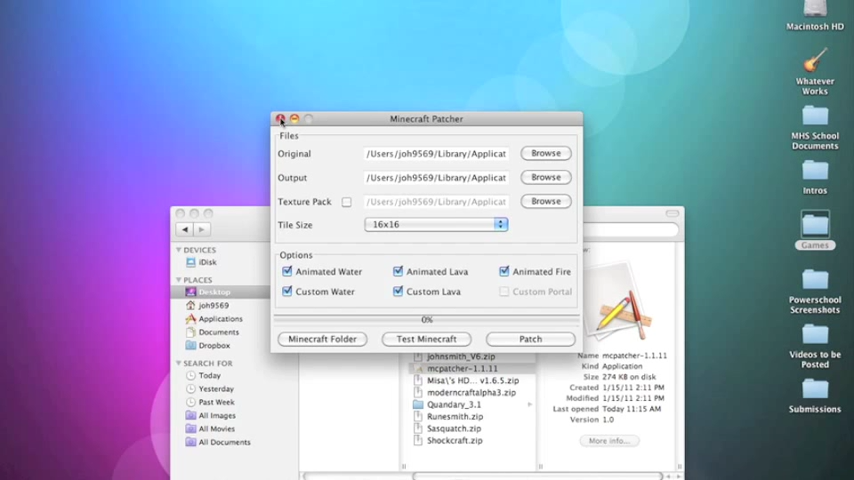 Macintosh HD
Whatever
Works
MHS School
Documents
Intros
Games
Powerschool
Screenshots
Videos to be
Posted
Submissions
Minecraft Patcher
Files
Original /Users/joh9569/Library/Applicat Browse
Output /Users/joh9569/Library/Applicat Browse
Texture Pack /Users/joh9569/Library/Applicat Browse
Tile Size 16x16
Options
Animated Water Animated Lava Animated Fire
Custom Water Custom Lava Custom Portal
0%
Minecraft Folder Test Minecraft Patch
DEVICES
iDisk
PLACES
Desktop
joh9569
Applications
Documents
Dropbox
SEARCH FOR
Today
Yesterday
Past Week
All Images
All Movies
All Documents
johnsmith_V6.zip
mcpatcher-1.1.11
Misa\'s HD... v1.6.5.zip
moderncraftalpha3.zip
Quandary_3.1
Runesmith.zip
Sasquatch.zip
Shockcraft.zip
Name mcpatcher-1.1.11
Kind Application
Size 274 KB on disk
Created 1/15/11 2:11 PM
Modified 1/15/11 2:11 PM
Last opened Today 11:15 AM
Version 1.0
More info...